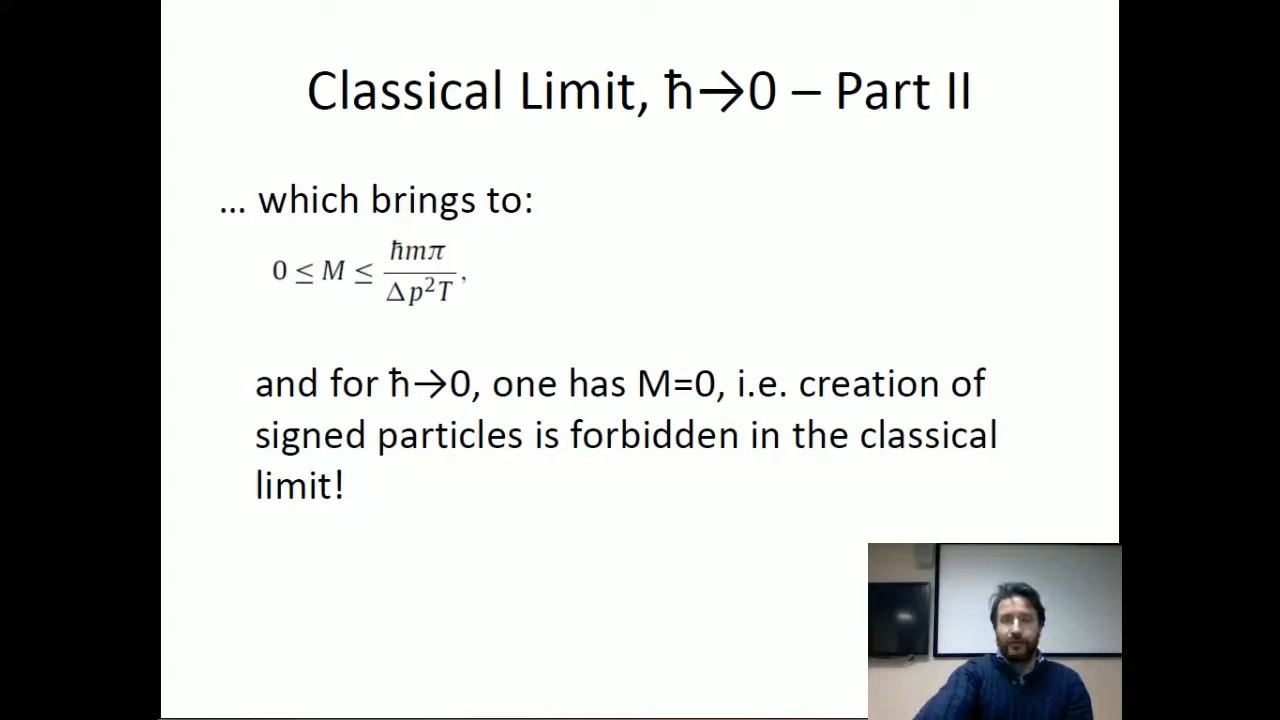 Classical Limit, ħ→0 – Part II
… which brings to:
0 ≤ M ≤ ħmπ / Δp²T,
and for ħ→0, one has M=0, i.e. creation of
signed particles is forbidden in the classical
limit!